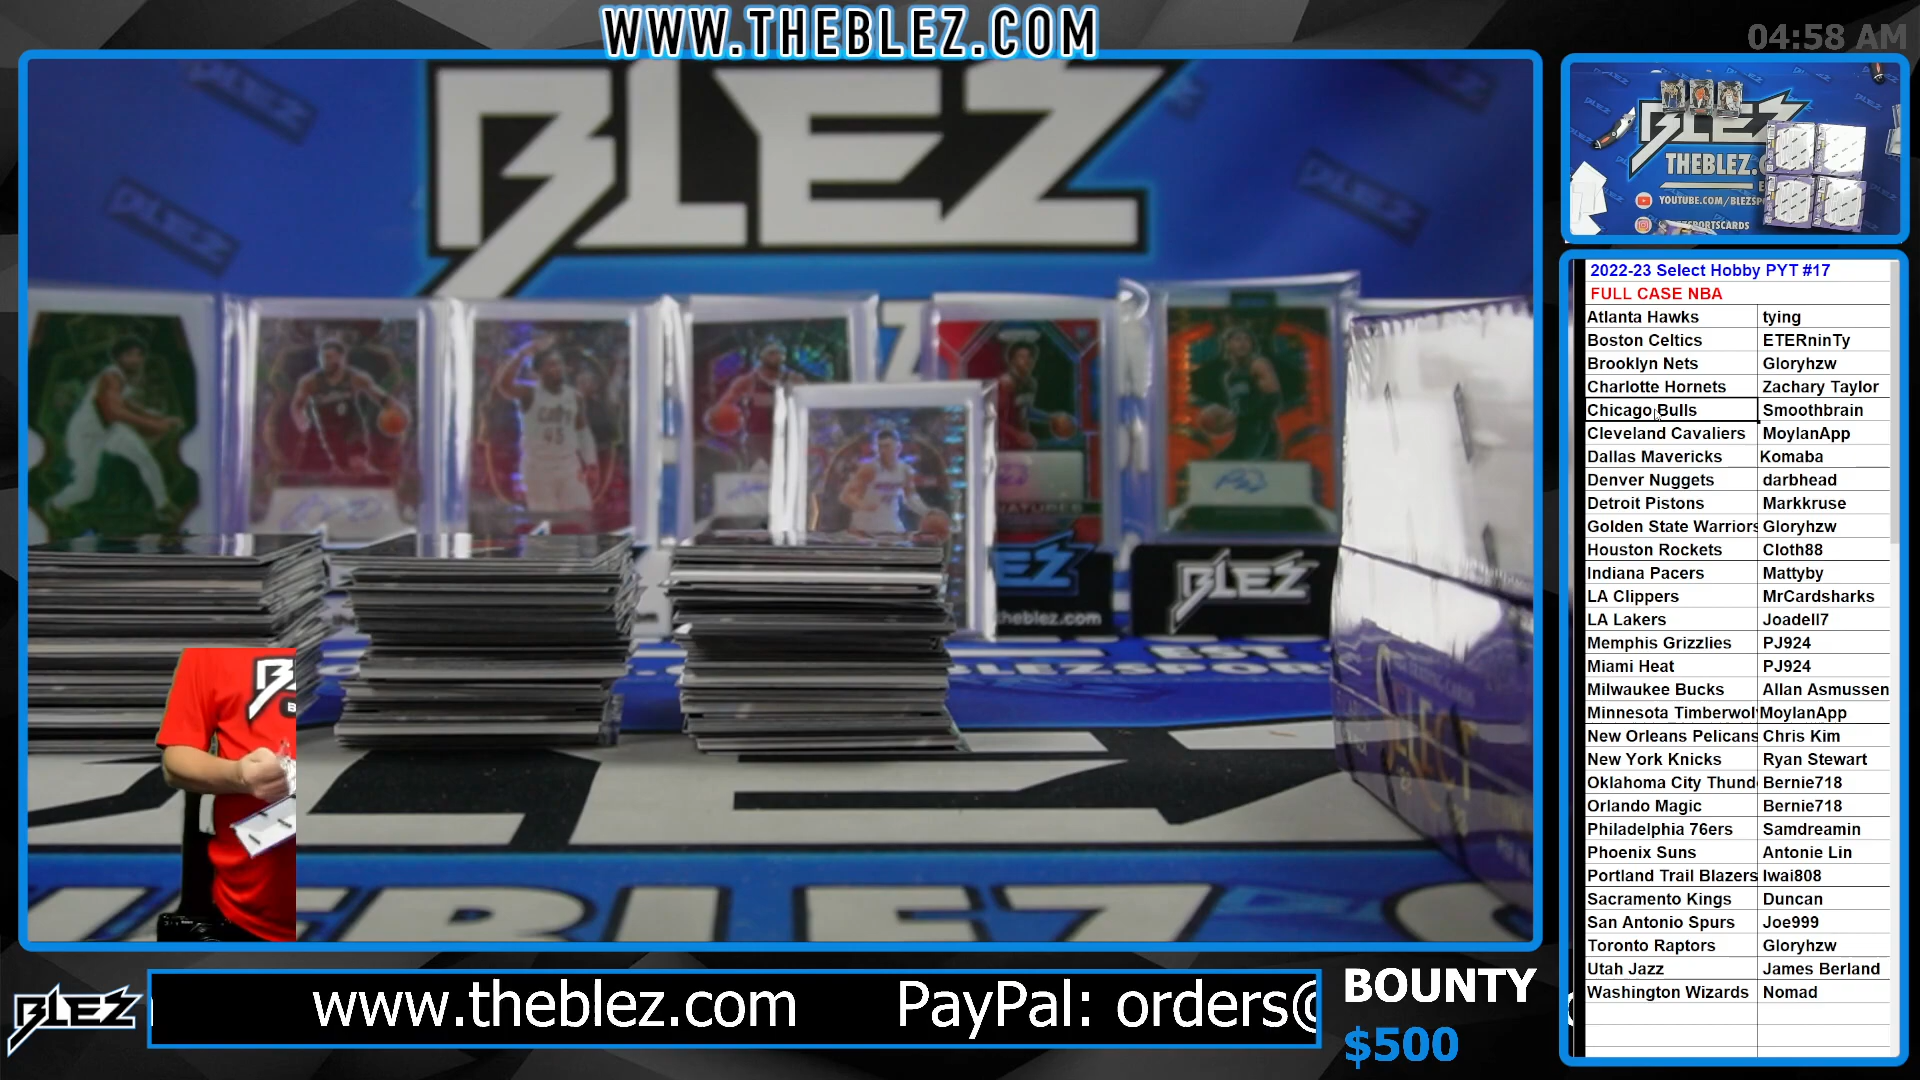 WWW.THEBLEZ.COM
04:58 AM
BLEZ
BLEZ
theblez.com
EST
BLEZSPOR
SELECT
BLEZ
THEBLEZ.C
YOUTUBE.COM/BLEZSP
SPORTSCARDS
2022-23 Select Hobby PYT #17
FULL CASE NBA
Atlanta Hawks tying
Boston Celtics ETERninTy
Brooklyn Nets Gloryhzw
Charlotte Hornets Zachary Taylor
Chicago Bulls Smoothbrain
Cleveland Cavaliers MoylanApp
Dallas Mavericks Komaba
Denver Nuggets darbhead
Detroit Pistons Markkruse
Golden State Warriors Gloryhzw
Houston Rockets Cloth88
Indiana Pacers Mattyby
LA Clippers MrCardsharks
LA Lakers Joadell7
Memphis Grizzlies PJ924
Miami Heat PJ924
Milwaukee Bucks Allan Asmussen
Minnesota Timberwol MoylanApp
New Orleans Pelicans Chris Kim
New York Knicks Ryan Stewart
Oklahoma City Thund Bernie718
Orlando Magic Bernie718
Philadelphia 76ers Samdreamin
Phoenix Suns Antonie Lin
Portland Trail Blazers Iwai808
Sacramento Kings Duncan
San Antonio Spurs Joe999
Toronto Raptors Gloryhzw
Utah Jazz James Berland
Washington Wizards Nomad
BLEZ
www.theblez.com PayPal: orders@
BOUNTY
$500